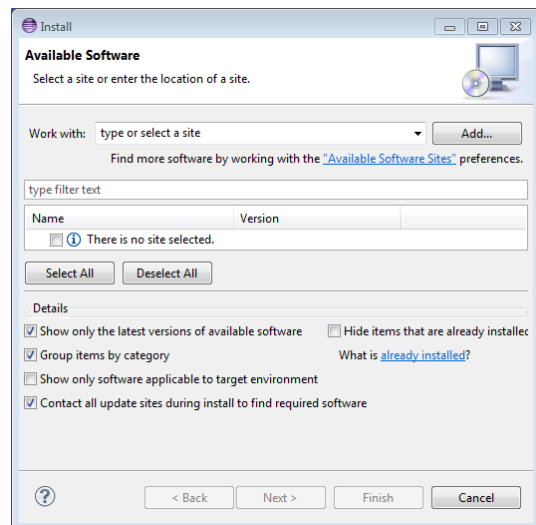 Install
Available Software
Select a site or enter the location of a site.
Work with: type or select a site Add...
Find more software by working with the "Available Software Sites" preferences.
type filter text
Name Version
There is no site selected.
Select All Deselect All
Details
Show only the latest versions of available software Hide items that are already installed
Group items by category What is already installed?
Show only software applicable to target environment
Contact all update sites during install to find required software
? < Back Next > Finish Cancel